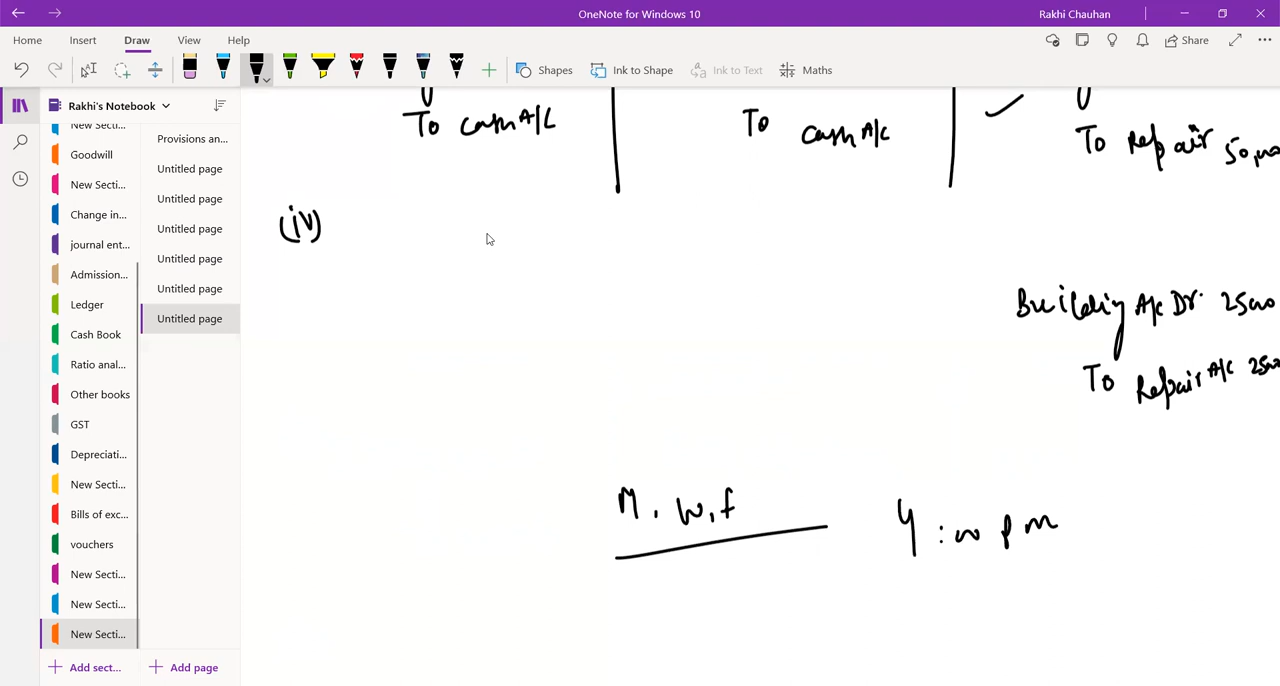 OneNote for Windows 10
Rakhi Chauhan
Home Insert Draw View Help
Share
Shapes
Ink to Shape
Ink to Text
Maths
Rakhi's Notebook
New Secti...
Goodwill
New Secti...
Change in...
journal ent...
Admission...
Ledger
Cash Book
Ratio anal...
Other books
GST
Depreciati...
New Secti...
Bills of exc...
vouchers
New Secti...
New Secti...
New Secti...
Add sect...
Provisions an...
Untitled page
Untitled page
Untitled page
Untitled page
Untitled page
Untitled page
Add page
To cash A/c
To cash A/c
To Repair
(iv)
Building A/c Dr.
To Repair A/c
M, W, f
4:00 pm